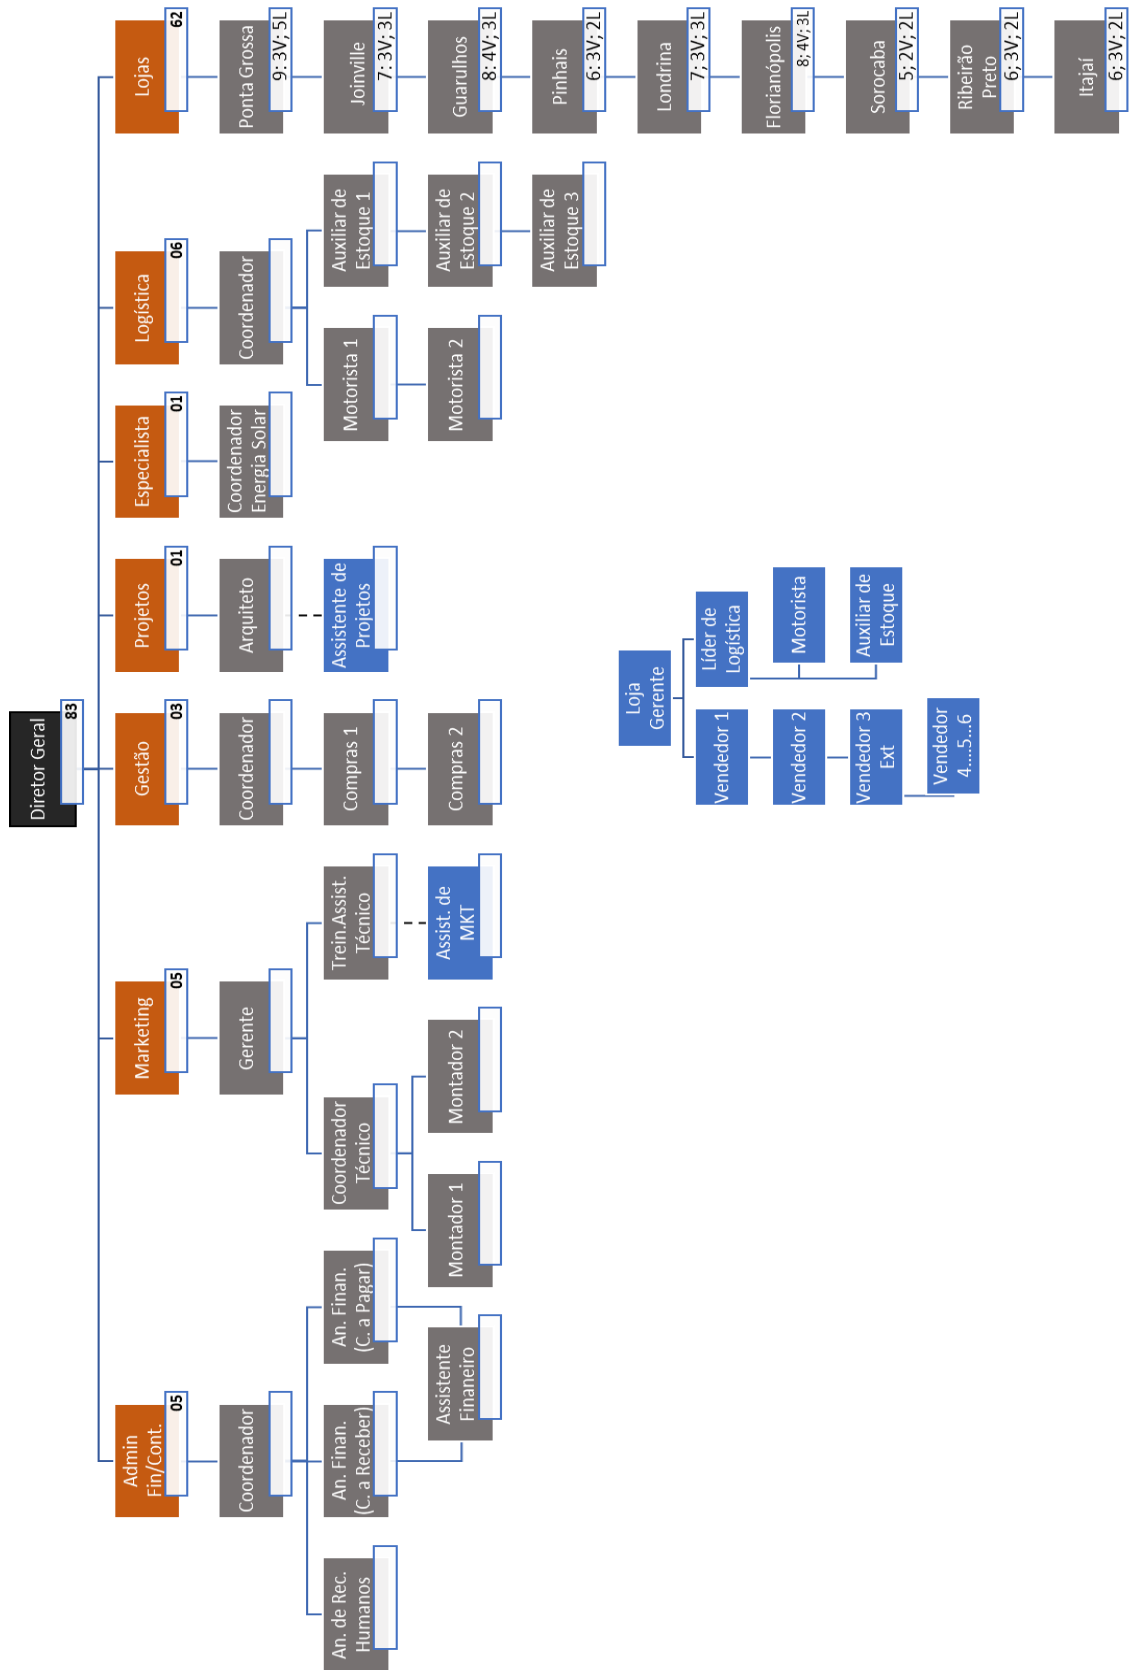 Diretor Geral
83
Admin
Fin/Cont.
05
Marketing
05
Gestão
03
Projetos
01
Especialista
01
Logística
06
Lojas
62
Coordenador
Gerente
Coordenador
Arquiteto
Coordenador
Energia Solar
Coordenador
Ponta Grossa
9: 3V; 5L
An. de Rec.
Humanos
An. Finan.
(C. a Receber)
An. Finan.
(C. a Pagar)
Coordenador
Técnico
Trein.Assist.
Técnico
Compras 1
Assistente de
Projetos
Motorista 1
Auxiliar de
Estoque 1
Joinville
7: 3V; 3L
Assistente
Finaneiro
Montador 1
Montador 2
Assist. de
MKT
Compras 2
Motorista 2
Auxiliar de
Estoque 2
Guarulhos
8: 4V; 3L
Auxiliar de
Estoque 3
Pinhais
6: 3V; 2L
Loja
Gerente
Londrina
7; 3V; 3L
Vendedor 1
Líder de
Logística
Florianópolis
8; 4V; 3L
Vendedor 2
Motorista
Sorocaba
5; 2V; 2L
Vendedor 3
Ext
Auxiliar de
Estoque
Ribeirão
Preto
6; 3V; 2L
Vendedor
4....5...6
Itajaí
6; 3V; 2L